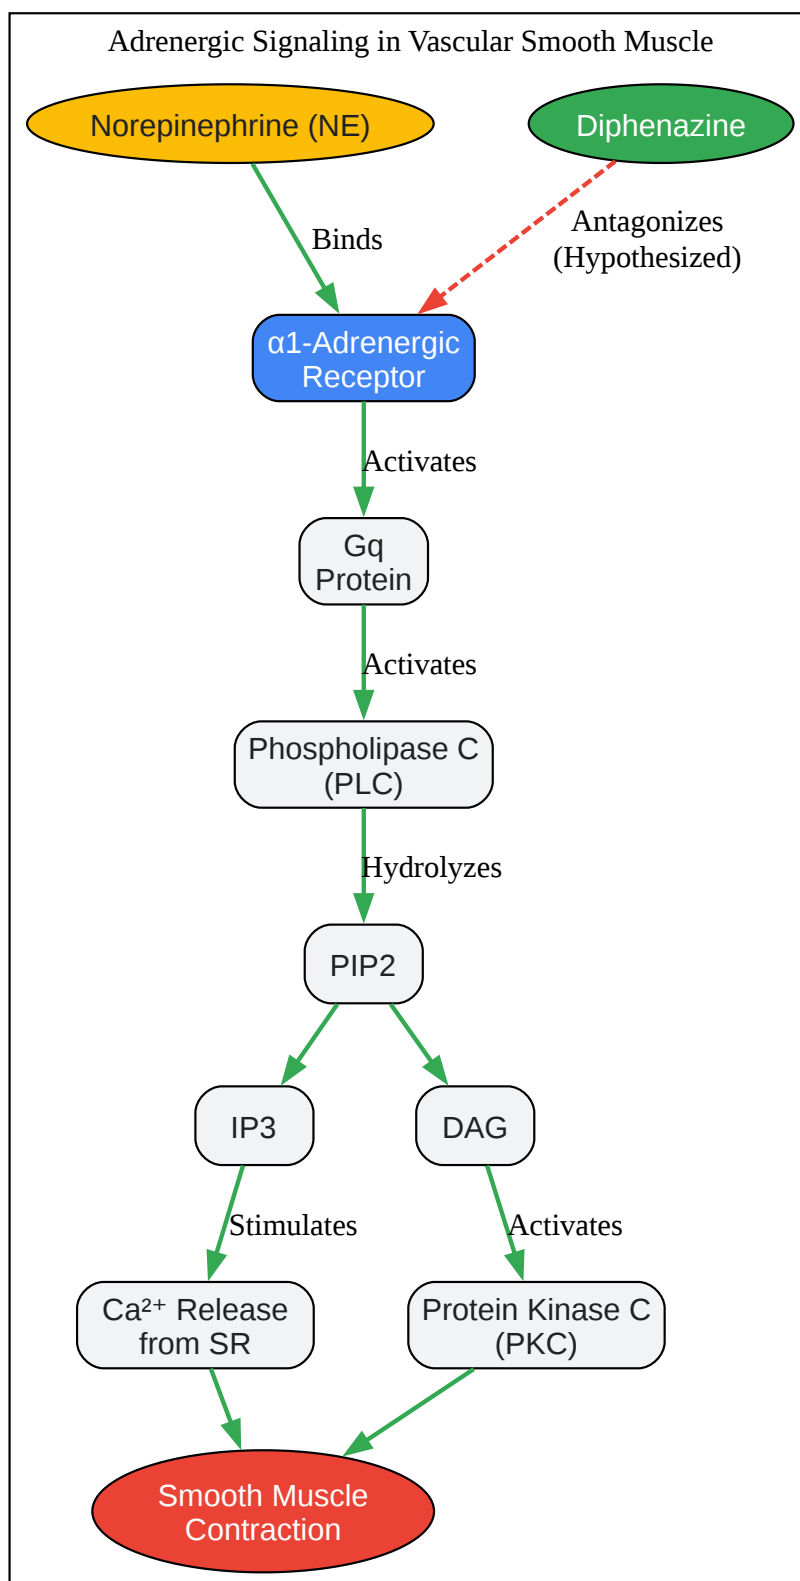 Adrenergic Signaling in Vascular Smooth Muscle
Norepinephrine (NE)
Diphenazine
Binds
Antagonizes
(Hypothesized)
α1-Adrenergic
Receptor
Activates
Gq
Protein
Activates
Phospholipase C
(PLC)
Hydrolyzes
PIP2
IP3
DAG
Stimulates
Activates
Ca²⁺ Release
from SR
Protein Kinase C
(PKC)
Smooth Muscle
Contraction